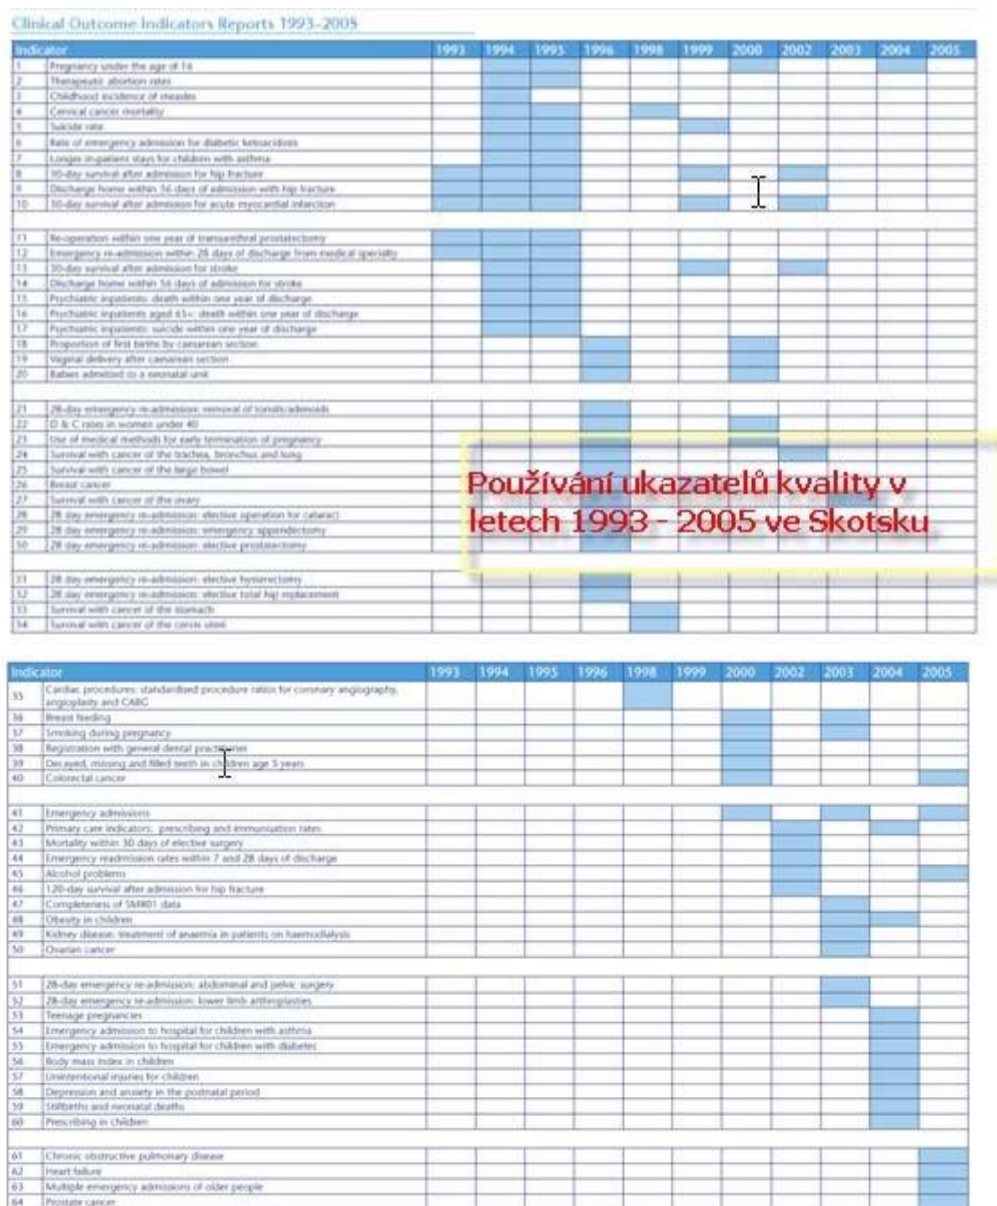 Clinical Outcome Indicators Reports 1993–2005
Indicator 1993 1994 1995 1996 1998 1999 2000 2002 2003 2004 2005
1 Pregnancy under the age of 16
2 Therapeutic abortion rates
3 Childhood incidence of measles
4 Cervical cancer mortality
5 Suicide rate
6 Rate of emergency admission for diabetic ketoacidosis
7 Longer in-patient stays for children with asthma
8 30-day survival after admission for hip fracture
9 Discharge home within 56 days of admission with hip fracture
10 30-day survival after admission for acute myocardial infarction
11 Re-operation within one year of transurethral prostatectomy
12 Emergency re-admission within 28 days of discharge from medical specialty
13 30-day survival after admission for stroke
14 Discharge home within 56 days of admission for stroke
15 Psychiatric inpatients: death within one year of discharge
16 Psychiatric inpatients aged 65+: death within one year of discharge
17 Psychiatric inpatients: suicide within one year of discharge
18 Proportion of first births by caesarean section
19 Vaginal delivery after caesarean section
20 Babies admitted to a neonatal unit
21 28-day emergency re-admission: removal of tonsils/adenoids
22 D & C rates in women under 40
23 Use of medical methods for early termination of pregnancy
24 Survival with cancer of the trachea, bronchus and lung
25 Survival with cancer of the large bowel
26 Breast cancer
27 Survival with cancer of the ovary
28 28 day emergency re-admission: elective operation for cataract
29 28 day emergency re-admission: emergency appendectomy
30 28 day emergency re-admission: elective prostatectomy
Používání ukazatelů kvality v
letech 1993 - 2005 ve Skotsku
31 28 day emergency re-admission: elective hysterectomy
32 28 day emergency re-admission: elective total hip replacement
33 Survival with cancer of the stomach
34 Survival with cancer of the cervix uteri
Indicator 1993 1994 1995 1996 1998 1999 2000 2002 2003 2004 2005
35 Cardiac procedures: standardised procedure ratios for coronary angiography,
angioplasty and CABG
36 Breast feeding
37 Smoking during pregnancy
38 Registration with general dental practitioner
39 Decayed, missing and filled teeth in children age 5 years
40 Colorectal cancer
41 Emergency admissions
42 Primary care indicators: prescribing and immunisation rates
43 Mortality within 30 days of elective surgery
44 Emergency readmission rates within 7 and 28 days of discharge
45 Alcohol problems
46 120-day survival after admission for hip fracture
47 Completeness of SMR01 data
48 Obesity in children
49 Kidney disease: treatment of anaemia in patients on haemodialysis
50 Ovarian cancer
51 28-day emergency re-admission: abdominal and pelvic surgery
52 28-day emergency re-admission: lower limb arthroplasties
53 Teenage pregnancies
54 Emergency admission to hospital for children with asthma
55 Emergency admission to hospital for children with diabetes
56 Body mass index in children
57 Unintentional injuries for children
58 Depression and anxiety in the postnatal period
59 Stillbirths and neonatal deaths
60 Prescribing in children
61 Chronic obstructive pulmonary disease
62 Heart failure
63 Multiple emergency admissions of older people
64 Prostate cancer